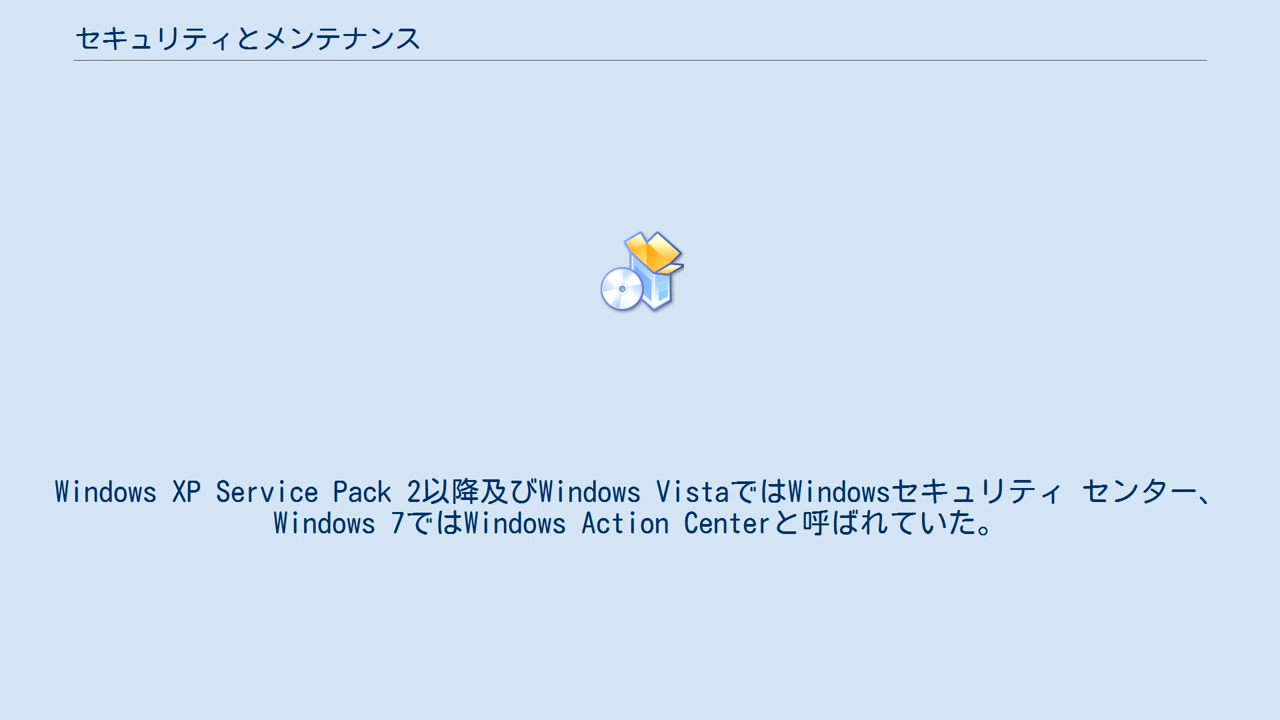 セキュリティとメンテナンス
Windows XP Service Pack 2以降及びWindows VistaではWindowsセキュリティ センター、
Windows 7ではWindows Action Centerと呼ばれていた。